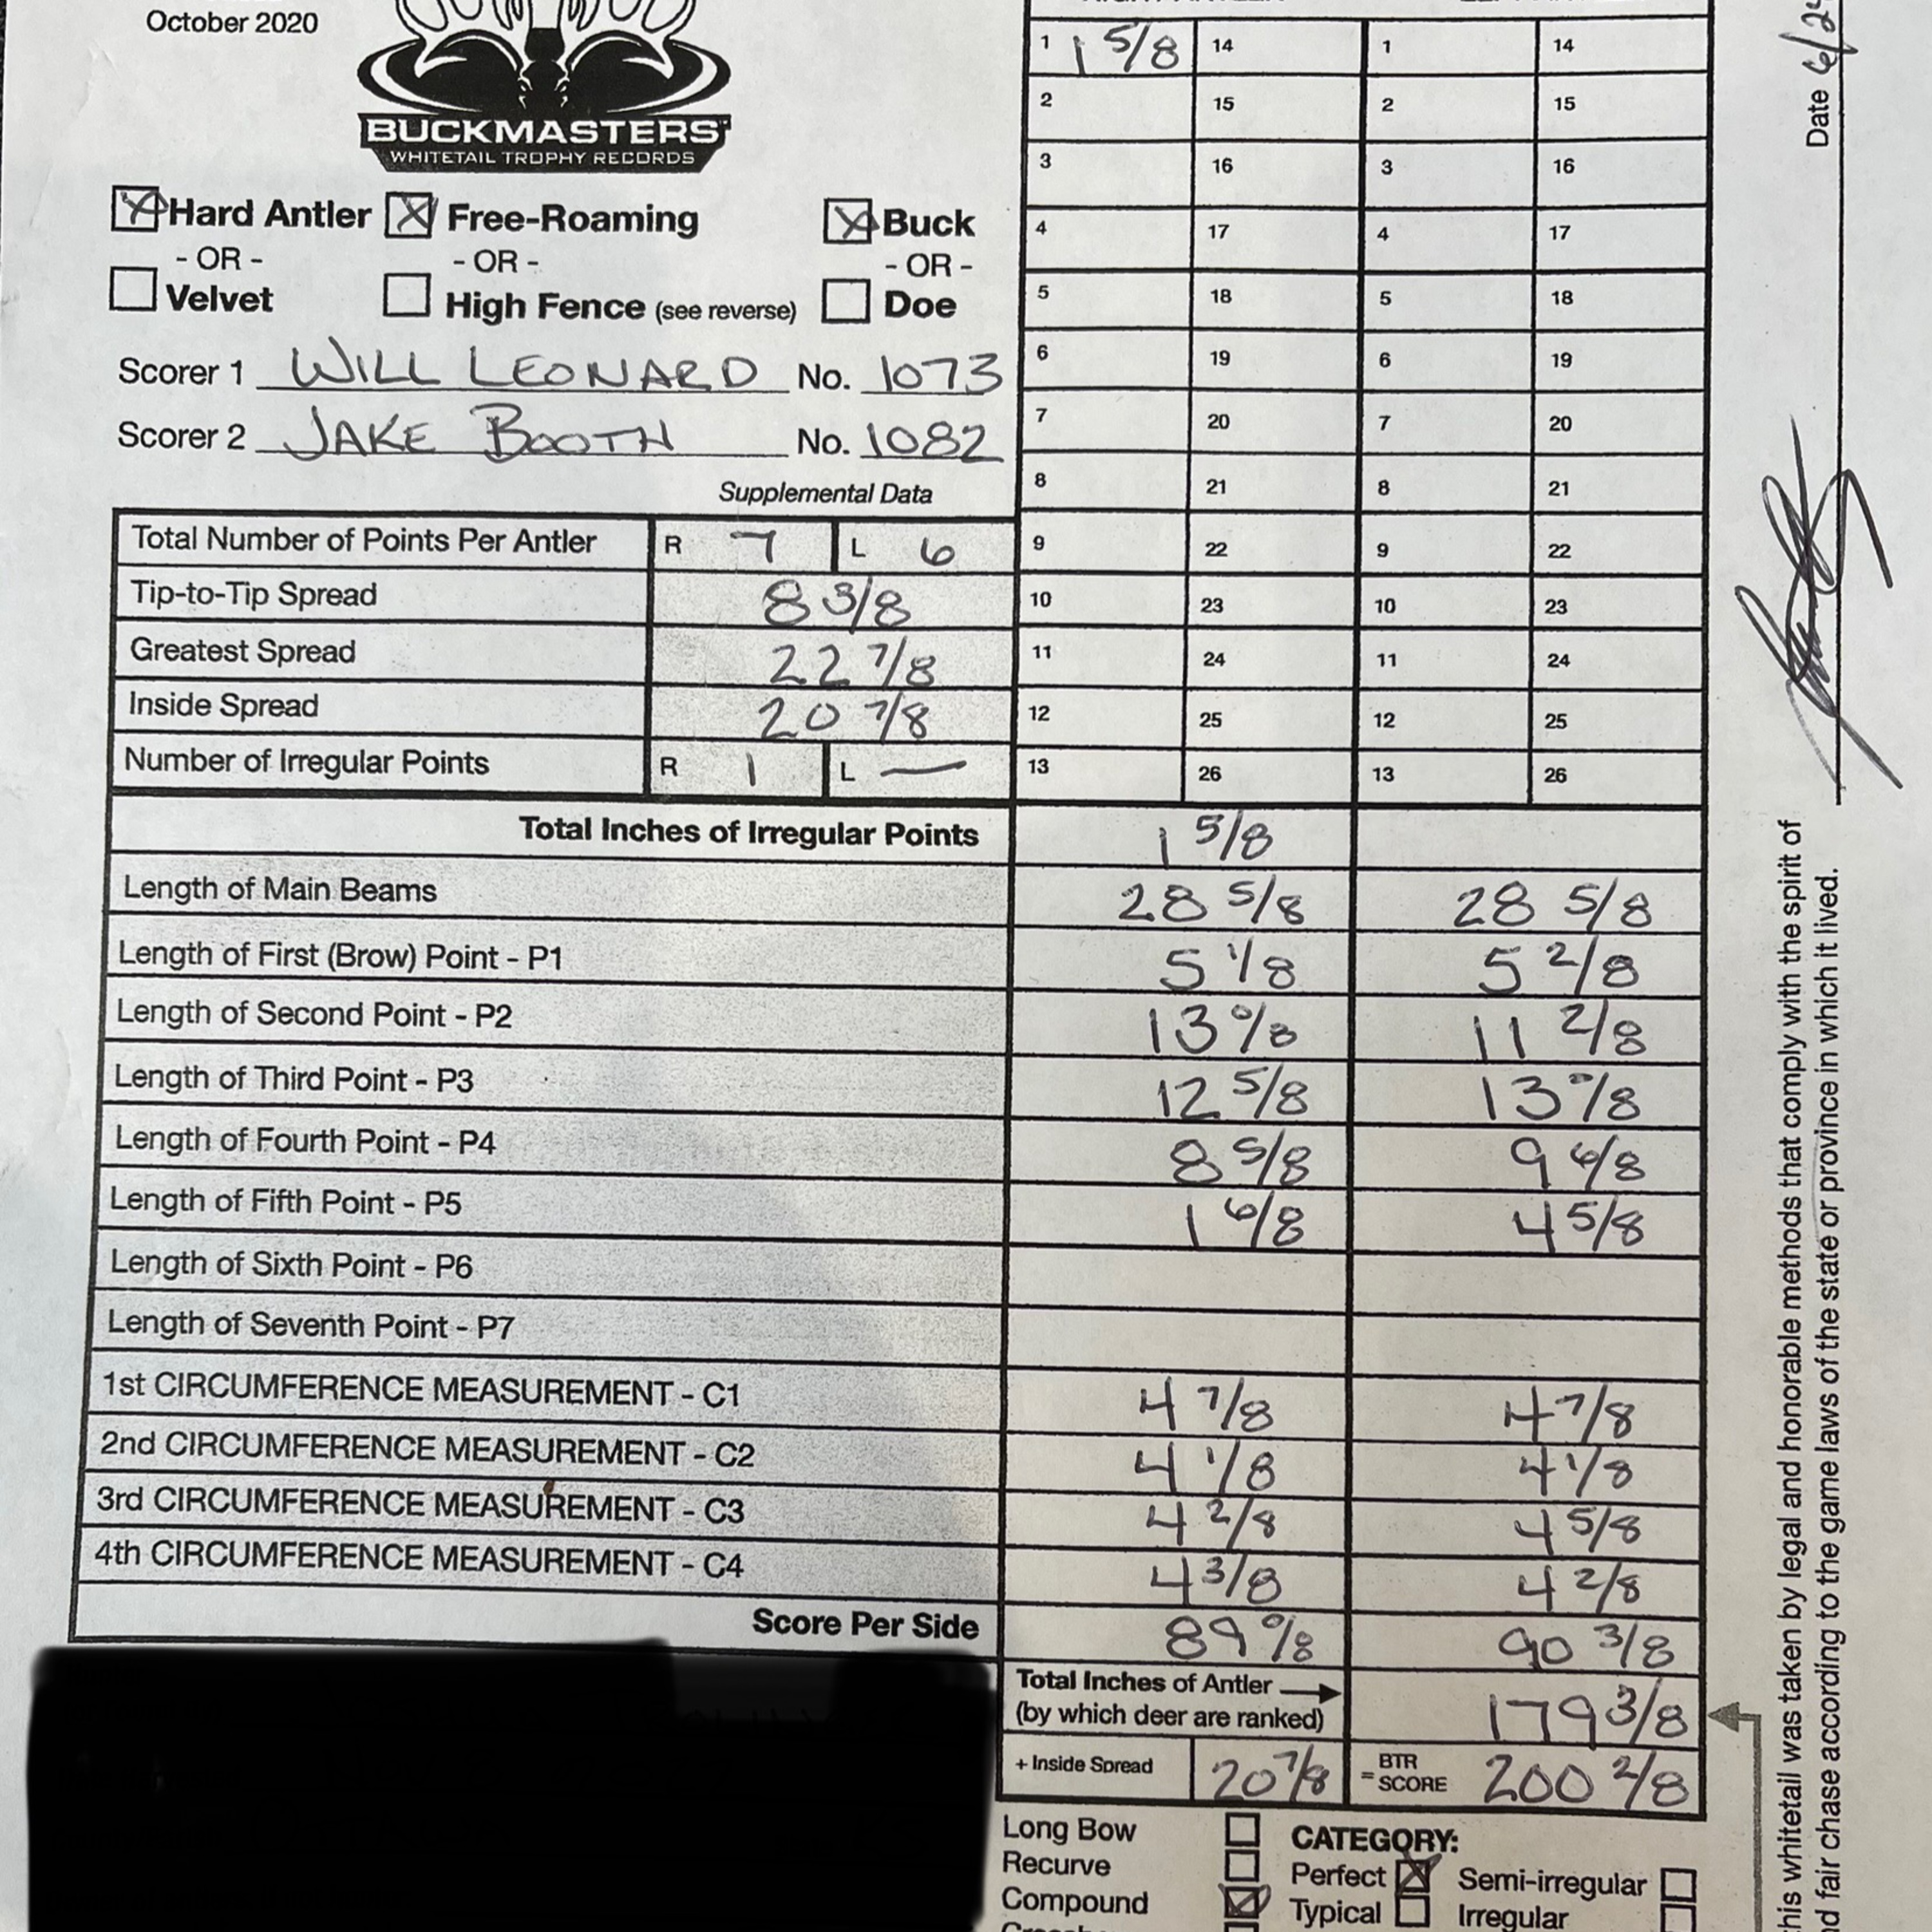 October 2020
BUCKMASTERS
WHITETAIL TROPHY RECORDS
Hard Antler Free-Roaming Buck
- OR - - OR - - OR -
Velvet High Fence (see reverse) Doe
Scorer 1 WILL LEONARD No. 1073
Scorer 2 JAKE BOOTH No. 1082
Supplemental Data
Total Number of Points Per Antler R 7 L 6
Tip-to-Tip Spread 8 3/8
Greatest Spread 22 7/8
Inside Spread 20 7/8
Number of Irregular Points R 1 L —
1 1 5/8 14 1 14
2 15 2 15
3 16 3 16
4 17 4 17
5 18 5 18
6 19 6 19
7 20 7 20
8 21 8 21
9 22 9 22
10 23 10 23
11 24 11 24
12 25 12 25
13 26 13 26
Total Inches of Irregular Points 1 5/8
Length of Main Beams 28 5/8 28 5/8
Length of First (Brow) Point - P1 5 1/8 5 2/8
Length of Second Point - P2 13 0/8 11 2/8
Length of Third Point - P3 12 5/8 13 0/8
Length of Fourth Point - P4 8 5/8 9 6/8
Length of Fifth Point - P5 1 6/8 4 5/8
Length of Sixth Point - P6
Length of Seventh Point - P7
1st CIRCUMFERENCE MEASUREMENT - C1 4 7/8 4 7/8
2nd CIRCUMFERENCE MEASUREMENT - C2 4 1/8 4 1/8
3rd CIRCUMFERENCE MEASUREMENT - C3 4 2/8 4 5/8
4th CIRCUMFERENCE MEASUREMENT - C4 4 3/8 4 2/8
Score Per Side 89 0/8 90 3/8
Total Inches of Antler
(by which deer are ranked) 179 3/8
+ Inside Spread 20 7/8 = BTR SCORE 200 2/8
Long Bow CATEGORY:
Recurve Perfect Semi-irregular
Compound Typical Irregular
his whitetail was taken by legal and honorable methods that comply with the spirit of
fair chase according to the game laws of the state or province in which it lived.
Date